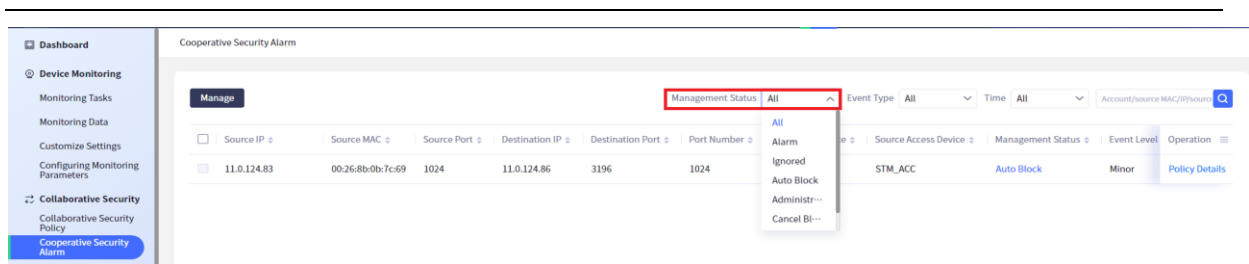 Dashboard
Device Monitoring
Monitoring Tasks
Monitoring Data
Customize Settings
Configuring Monitoring
Parameters
Collaborative Security
Collaborative Security
Policy
Cooperative Security
Alarm
Cooperative Security Alarm
Manage
Management Status All
Event Type All
Time All
Account/source MAC/IP/sourc
Source IP Source MAC Source Port Destination IP Destination Port Port Number ce Source Access Device Management Status Event Level Operation
11.0.124.83 00:26:8b:0b:7c:69 1024 11.0.124.86 3196 1024 STM_ACC Auto Block Minor Policy Details
All
Alarm
Ignored
Auto Block
Administr···
Cancel Bl···